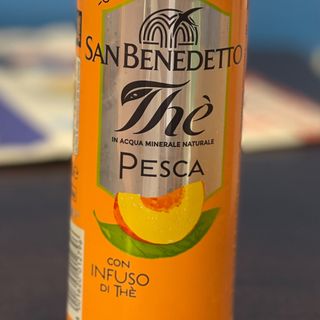 SAN BENEDETTO
Thè
IN ACQUA MINERALE NATURALE
PESCA
CON
INFUSO
DI THÈ